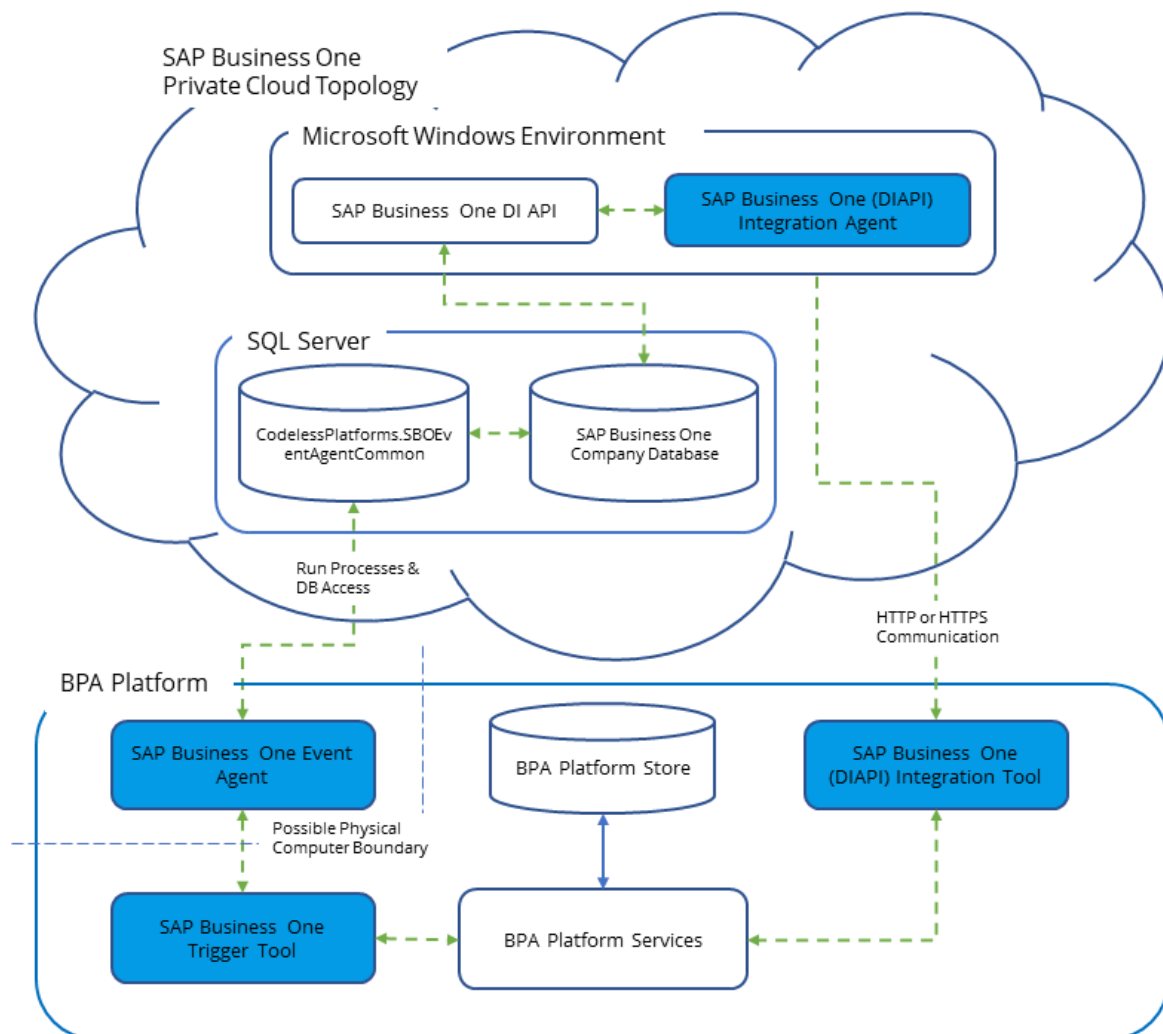 SAP Business One
Private Cloud Topology
Microsoft Windows Environment
SAP Business One DI API
SAP Business One (DIAPI)
Integration Agent
SQL Server
CodelessPlatforms.SBOEv
entAgentCommon
SAP Business One
Company Database
Run Processes &
DB Access
HTTP or HTTPS
Communication
BPA Platform
SAP Business One Event
Agent
BPA Platform Store
SAP Business One
(DIAPI) Integration Tool
Possible Physical
Computer Boundary
SAP Business One
Trigger Tool
BPA Platform Services